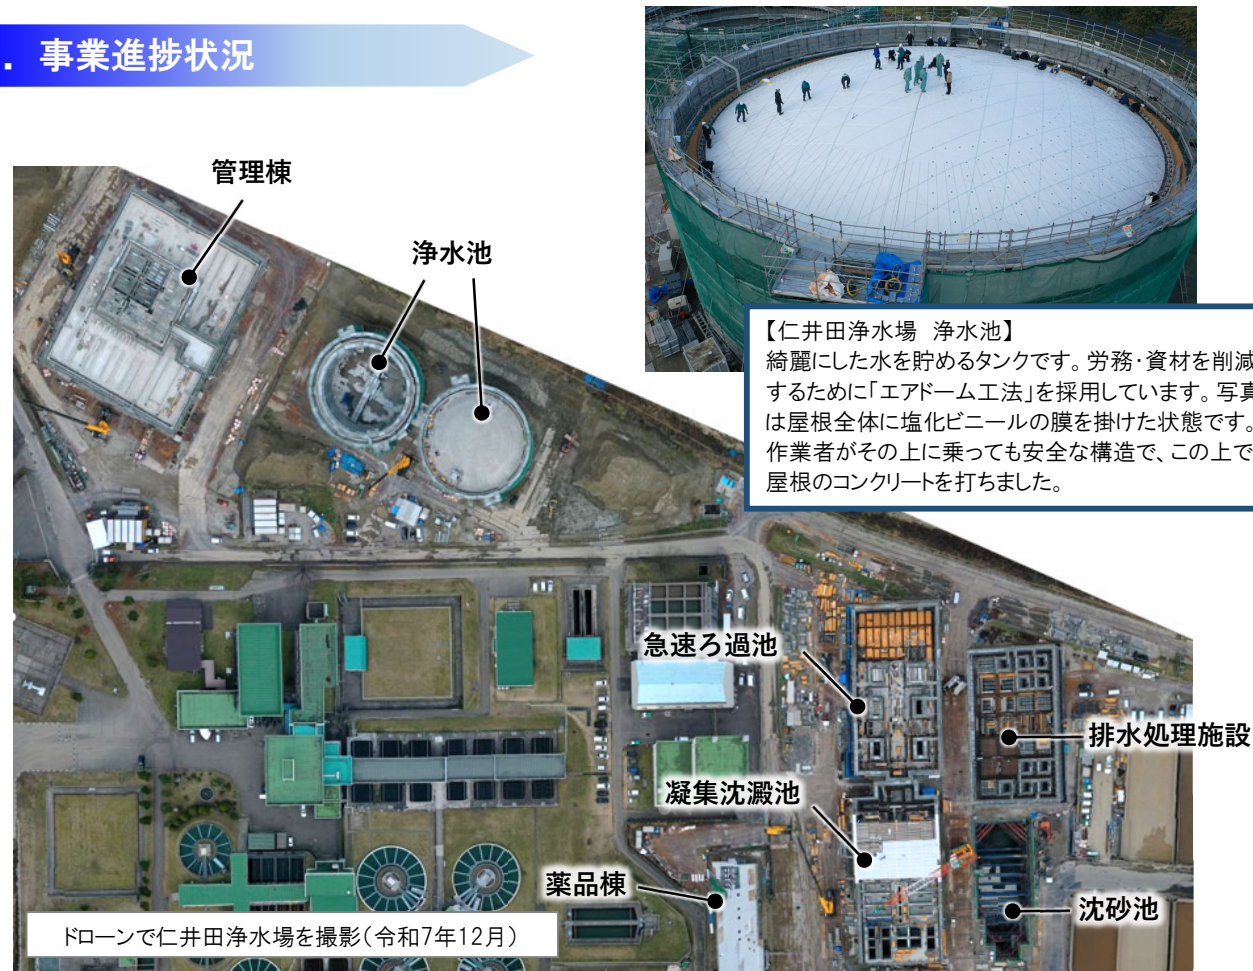 . 事業進捗状況
管理棟
浄水池
【仁井田浄水場 浄水池】
綺麗にした水を貯めるタンクです。労務・資材を削減
するために「エアドーム工法」を採用しています。写真
は屋根全体に塩化ビニールの膜を掛けた状態です。
作業者がその上に乗っても安全な構造で、この上で
屋根のコンクリートを打ちました。
急速ろ過池
排水処理施設
凝集沈澱池
薬品棟
沈砂池
ドローンで仁井田浄水場を撮影(令和7年12月)